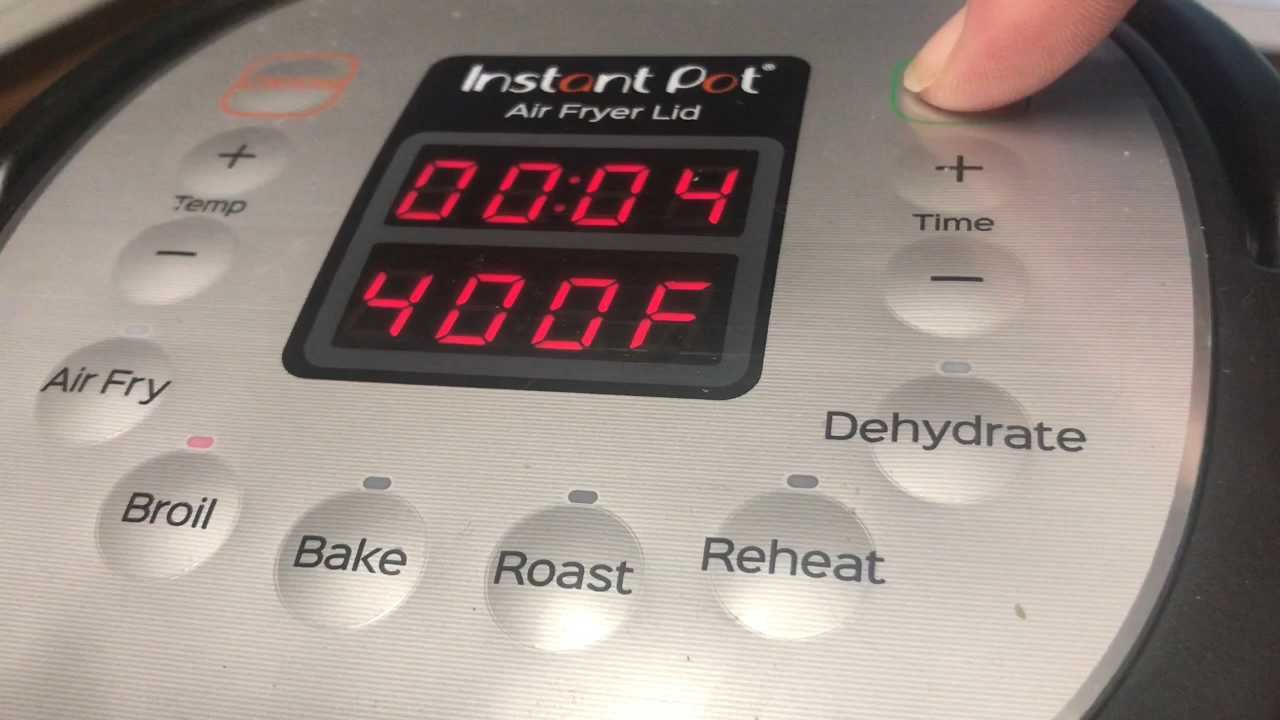 Instant Pot®
Air Fryer Lid
00:04
400F
+
Temp
−
+
Time
−
Air Fry
Broil
Bake
Roast
Reheat
Dehydrate